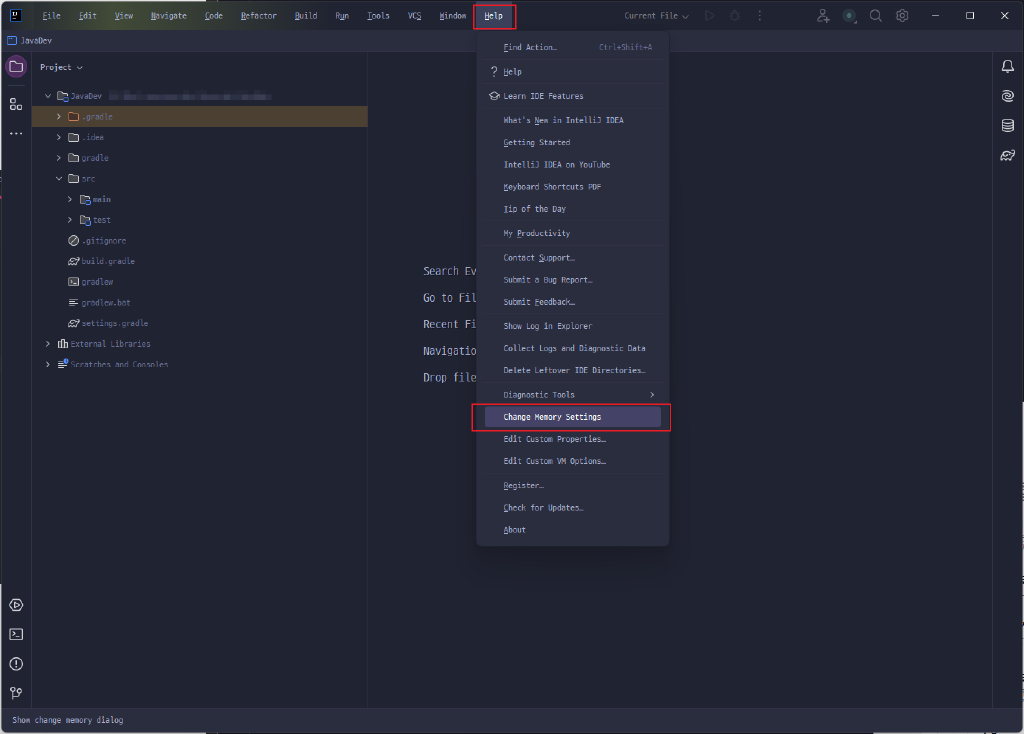 File Edit View Navigate Code Refactor Build Run Tools VCS Window Help Current File
JavaDev
Project
JavaDev
.gradle
.idea
gradle
src
main
test
.gitignore
build.gradle
gradlew
gradlew.bat
settings.gradle
External Libraries
Scratches and Consoles
Search Ev
Go to Fil
Recent Fi
Navigatio
Drop file
Find Action… Ctrl+Shift+A
? Help
Learn IDE Features
What's New in IntelliJ IDEA
Getting Started
IntelliJ IDEA on YouTube
Keyboard Shortcuts PDF
Tip of the Day
My Productivity
Contact Support…
Submit a Bug Report…
Submit Feedback…
Show Log in Explorer
Collect Logs and Diagnostic Data
Delete Leftover IDE Directories…
Diagnostic Tools
Change Memory Settings
Edit Custom Properties…
Edit Custom VM Options…
Register…
Check for Updates…
About
Show change memory dialog